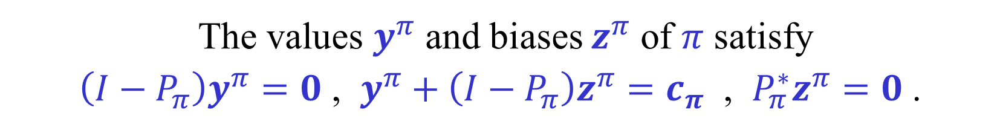 The values 𝒚^π and biases 𝒛^π of π satisfy
(I − P_π)𝒚^π = 𝟎 , 𝒚^π + (I − P_π)𝒛^π = 𝒄_𝝅 , P_π^* 𝒛^π = 𝟎 .